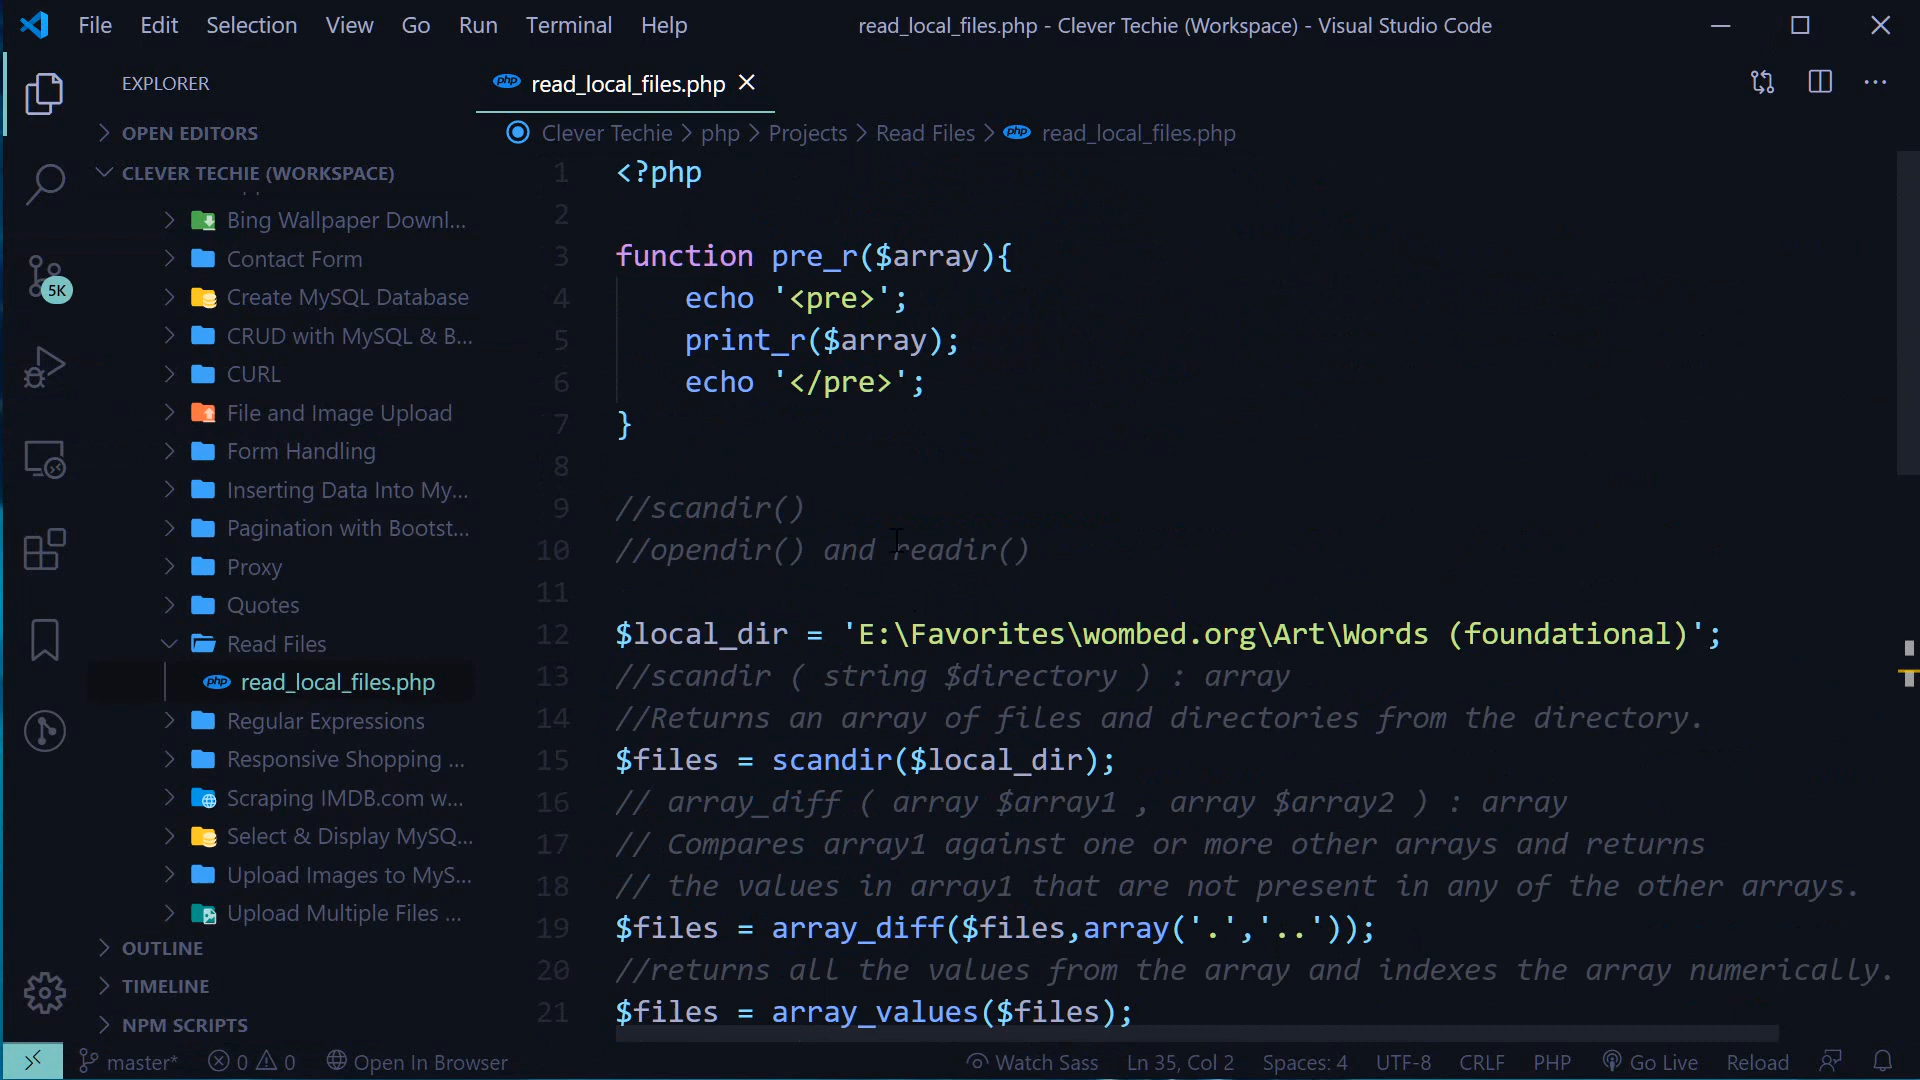 File Edit Selection View Go Run Terminal Help read_local_files.php - Clever Techie (Workspace) - Visual Studio Code
EXPLORER
OPEN EDITORS
CLEVER TECHIE (WORKSPACE)
Bing Wallpaper Downl...
Contact Form
Create MySQL Database
CRUD with MySQL & B...
CURL
File and Image Upload
Form Handling
Inserting Data Into My...
Pagination with Bootst...
Proxy
Quotes
Read Files
php read_local_files.php
Regular Expressions
Responsive Shopping ...
Scraping IMDB.com w...
Select & Display MySQ...
Upload Images to MyS...
Upload Multiple Files ...
OUTLINE
TIMELINE
NPM SCRIPTS
5K
php read_local_files.php
Clever Techie > php > Projects > Read Files > php read_local_files.php
1 <?php
2
3 function pre_r($array){
4     echo '<pre>';
5     print_r($array);
6     echo '</pre>';
7 }
8
9 //scandir()
10 //opendir() and readir()
11
12 $local_dir = 'E:\Favorites\wombed.org\Art\Words (foundational)';
13 //scandir ( string $directory ) : array
14 //Returns an array of files and directories from the directory.
15 $files = scandir($local_dir);
16 // array_diff ( array $array1 , array $array2 ) : array
17 // Compares array1 against one or more other arrays and returns
18 // the values in array1 that are not present in any of the other arrays.
19 $files = array_diff($files,array('.','..'));
20 //returns all the values from the array and indexes the array numerically.
21 $files = array_values($files);
master* 0 0 Open In Browser Watch Sass Ln 35, Col 2 Spaces: 4 UTF-8 CRLF PHP Go Live Reload